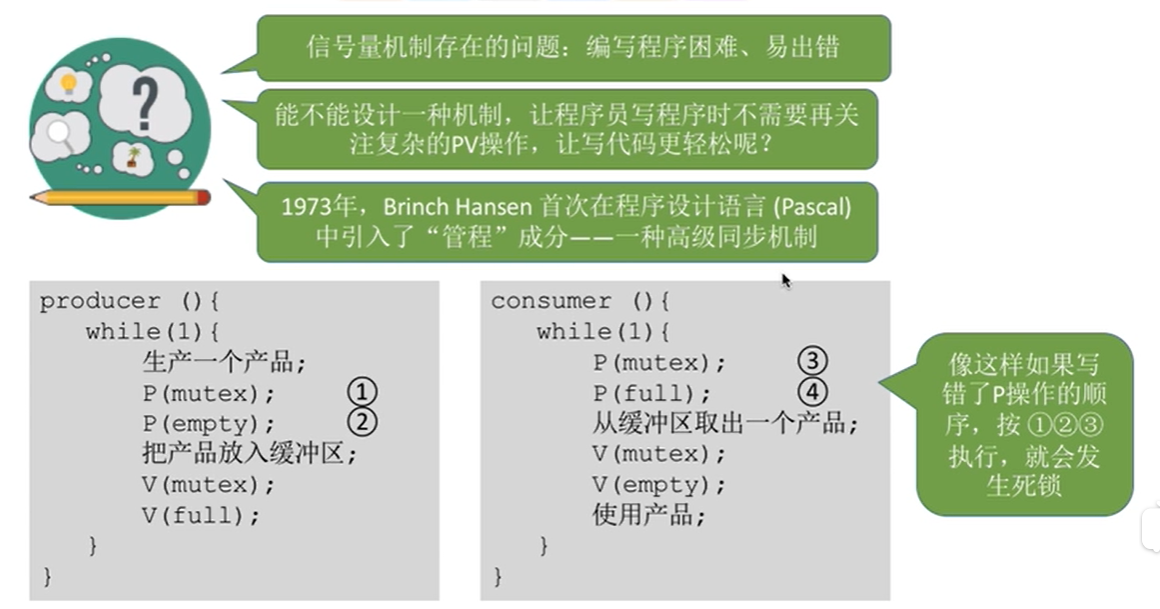 信号量机制存在的问题：编写程序困难、易出错
能不能设计一种机制，让程序员写程序时不需要再关
注复杂的PV操作，让写代码更轻松呢？
1973年，Brinch Hansen 首次在程序设计语言 (Pascal)
中引入了“管程”成分——一种高级同步机制
producer (){
while(1){
生产一个产品;
P(mutex); ①
P(empty); ②
把产品放入缓冲区;
V(mutex);
V(full);
}
}
consumer (){
while(1){
P(mutex); ③
P(full); ④
从缓冲区取出一个产品;
V(mutex);
V(empty);
使用产品;
}
}
像这样如果写
错了P操作的顺
序，按 ①②③
执行，就会发
生死锁